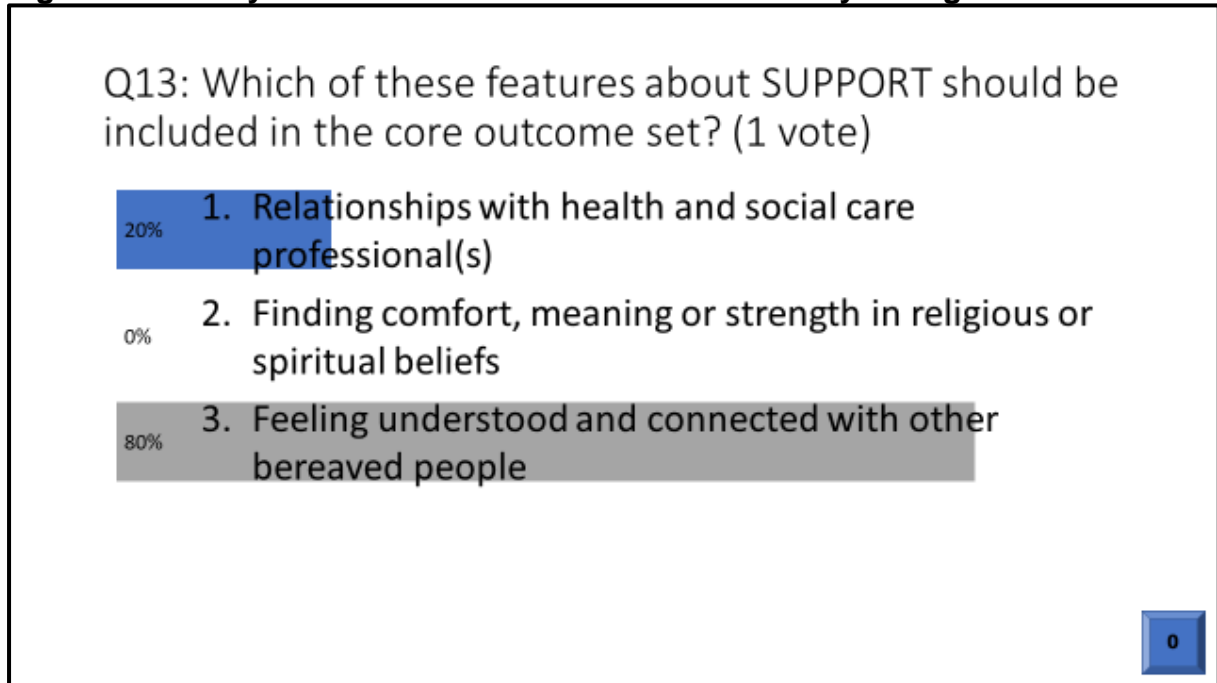 Q13: Which of these features about SUPPORT should be
included in the core outcome set? (1 vote)
20%
1. Relationships with health and social care
professional(s)
0%
2. Finding comfort, meaning or strength in religious or
spiritual beliefs
80%
3. Feeling understood and connected with other
bereaved people
0